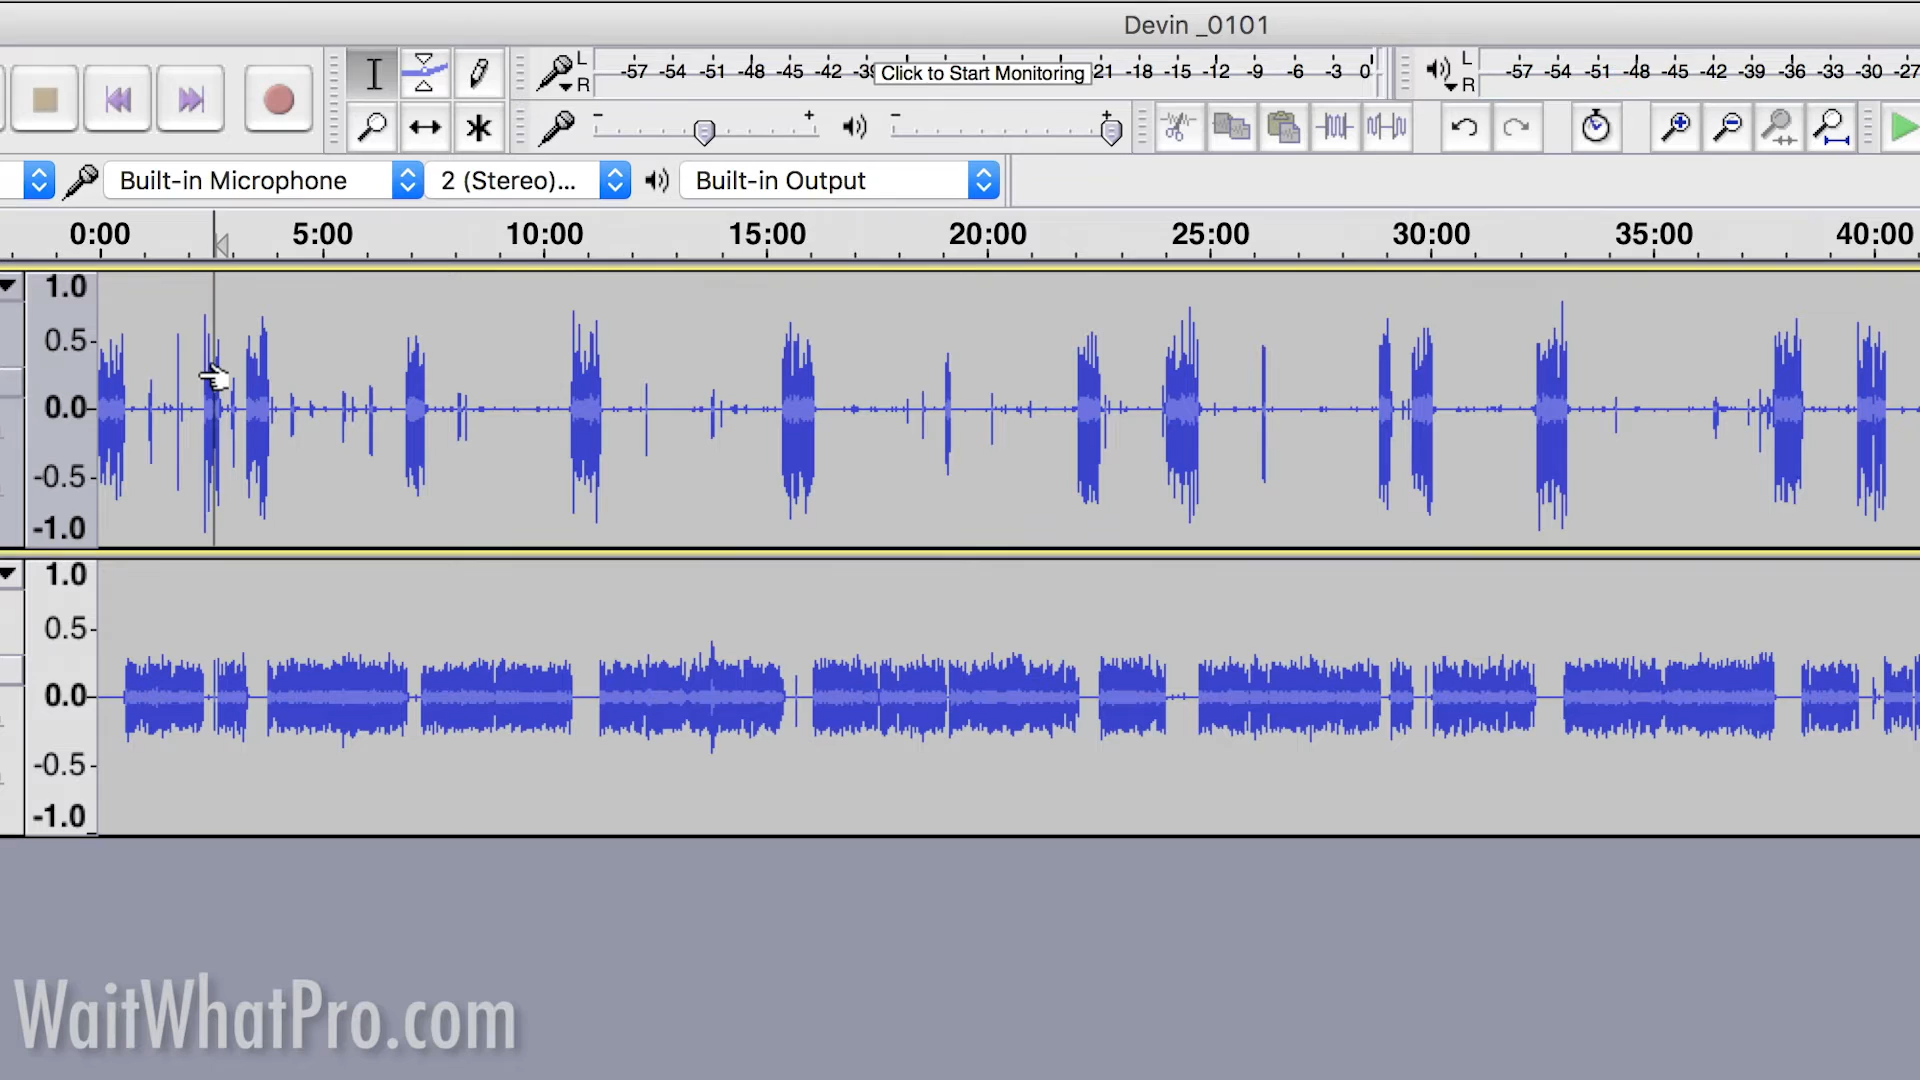 Devin _0101
L
R
-57 -54 -51 -48 -45 -42 -39 Click to Start Monitoring 21 -18 -15 -12 -9 -6 -3 0
L
R
-57 -54 -51 -48 -45 -42 -39 -36 -33 -30 -27
- +
- +
Built-in Microphone
2 (Stereo)...
Built-in Output
0:00 5:00 10:00 15:00 20:00 25:00 30:00 35:00 40:00
1.0
0.5
0.0
-0.5
-1.0
1.0
0.5
0.0
-0.5
-1.0
WaitWhatPro.com